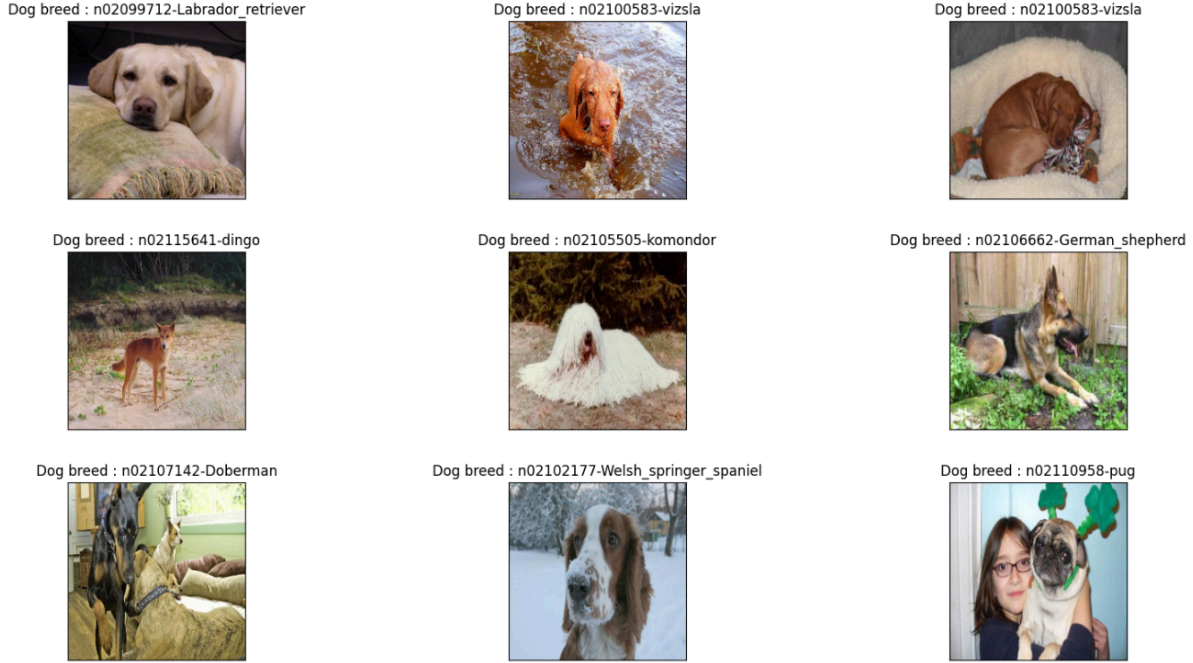 Dog breed : n02099712-Labrador_retriever
Dog breed : n02100583-vizsla
Dog breed : n02100583-vizsla
Dog breed : n02115641-dingo
Dog breed : n02105505-komondor
Dog breed : n02106662-German_shepherd
Dog breed : n02107142-Doberman
Dog breed : n02102177-Welsh_springer_spaniel
Dog breed : n02110958-pug